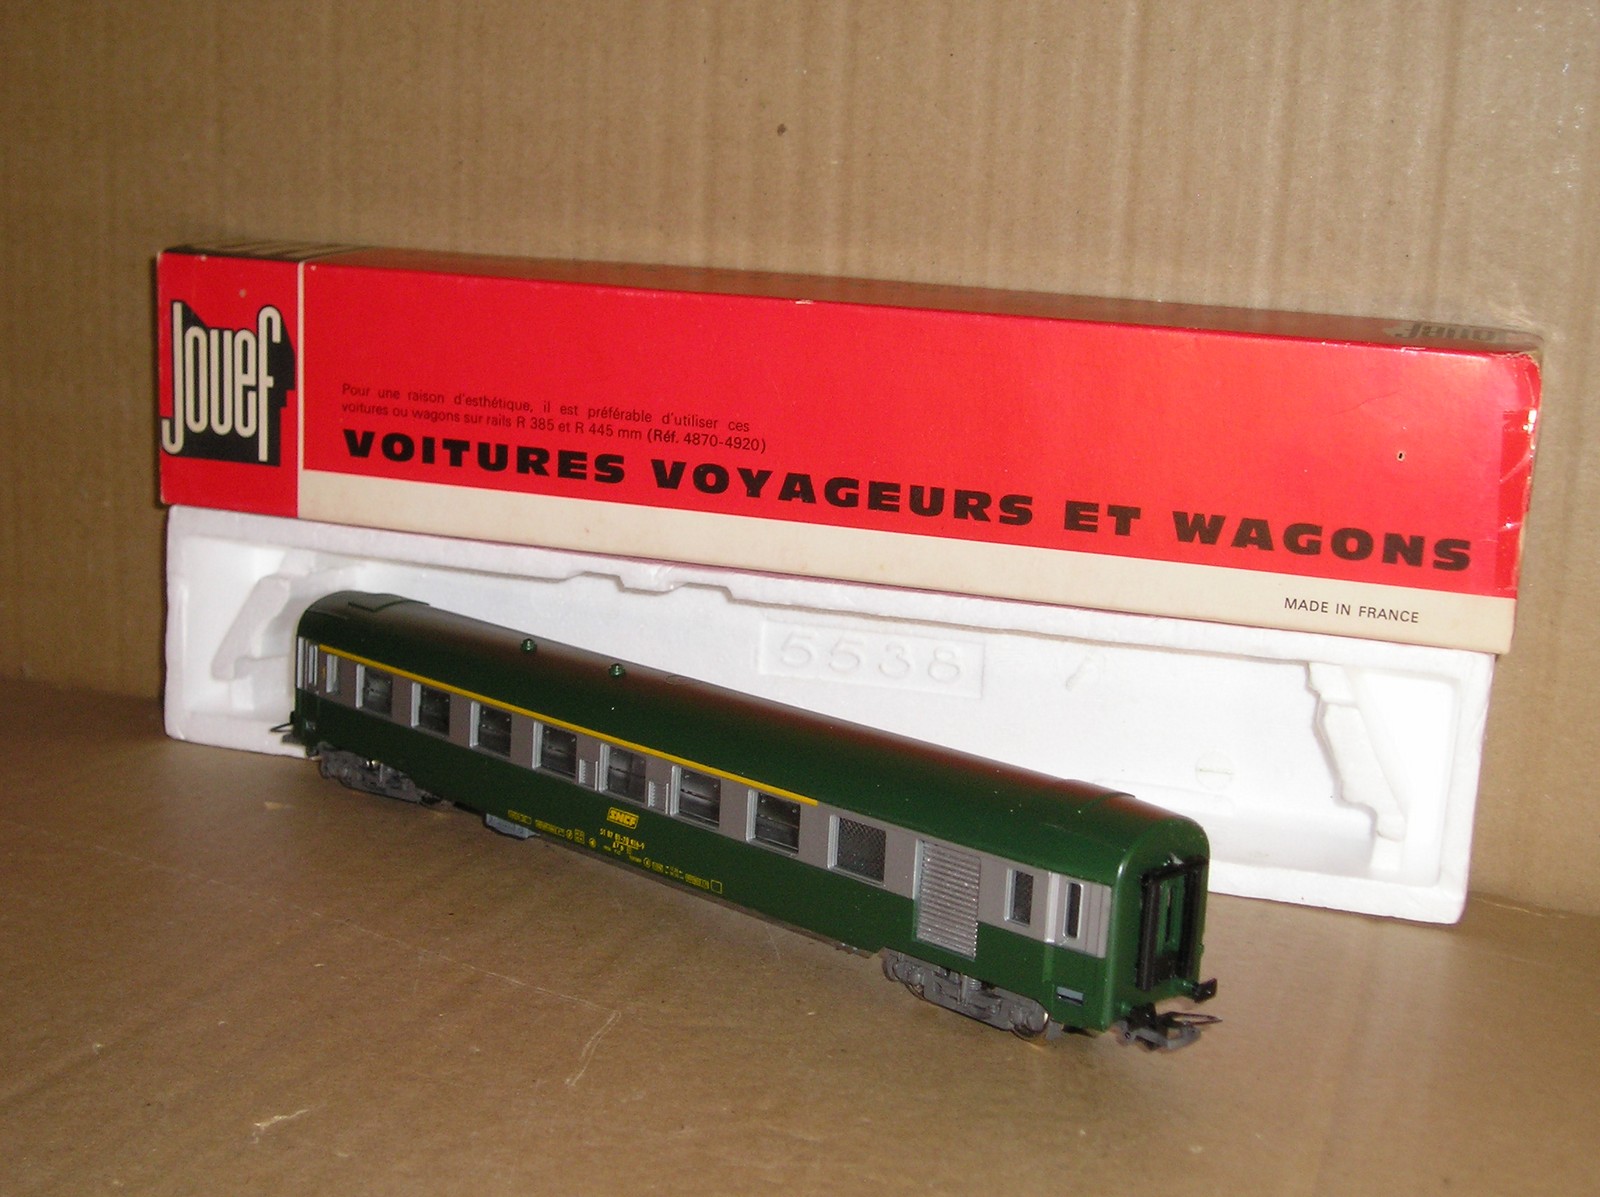 Jouef
Pour une raison d'esthétique, il est préférable d'utiliser ces
voitures ou wagons sur rails R 385 et R 445 mm (Réf. 4870-4920)
VOITURES VOYAGEURS ET WAGONS
MADE IN FRANCE
5538
SNCF